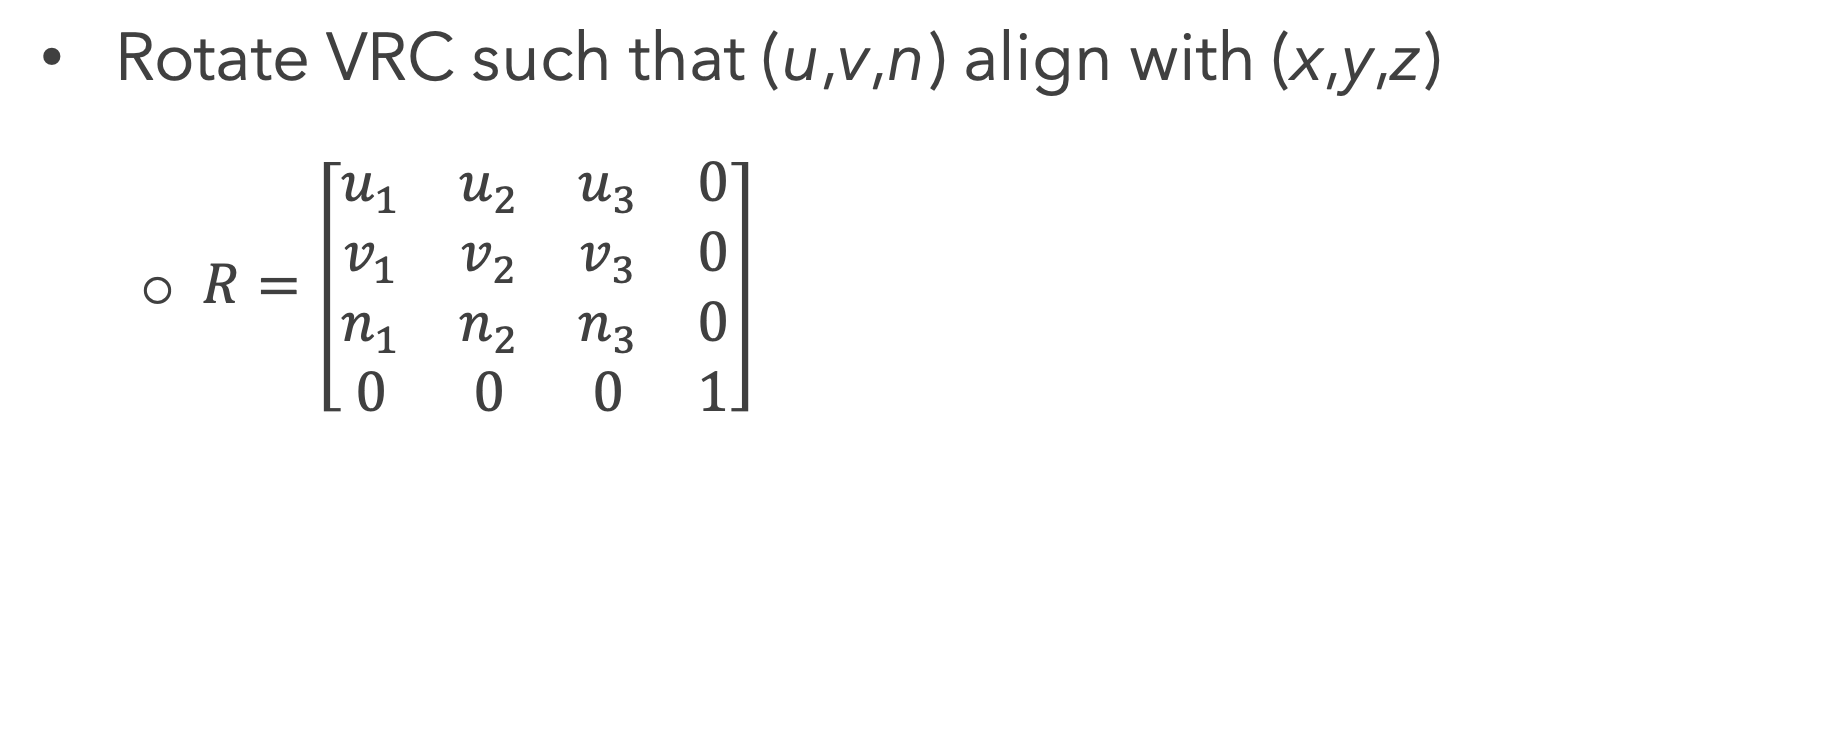 • Rotate VRC such that (u,v,n) align with (x,y,z)
○ R = [u₁ u₂ u₃ 0
v₁ v₂ v₃ 0
n₁ n₂ n₃ 0
0 0 0 1]